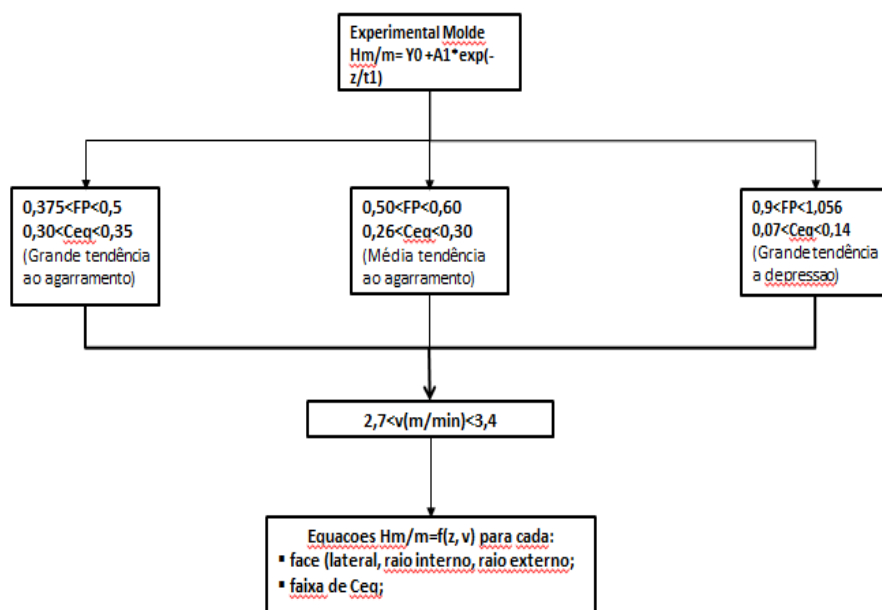 Experimental Molde
Hm/m= Y0 +A1*exp(-
z/t1)
0,375<FP<0,5
0,30<Ceq<0,35
(Grande tendência
ao agarramento)
0,50<FP<0,60
0,26<Ceq<0,30
(Média tendência
ao agarramento)
0,9<FP<1,056
0,07<Ceq<0,14
(Grande tendência
a depressao)
2,7<v(m/min)<3,4
Equacoes Hm/m=f(z, v) para cada:
▪ face (lateral, raio interno, raio externo;
▪ faixa de Ceq;